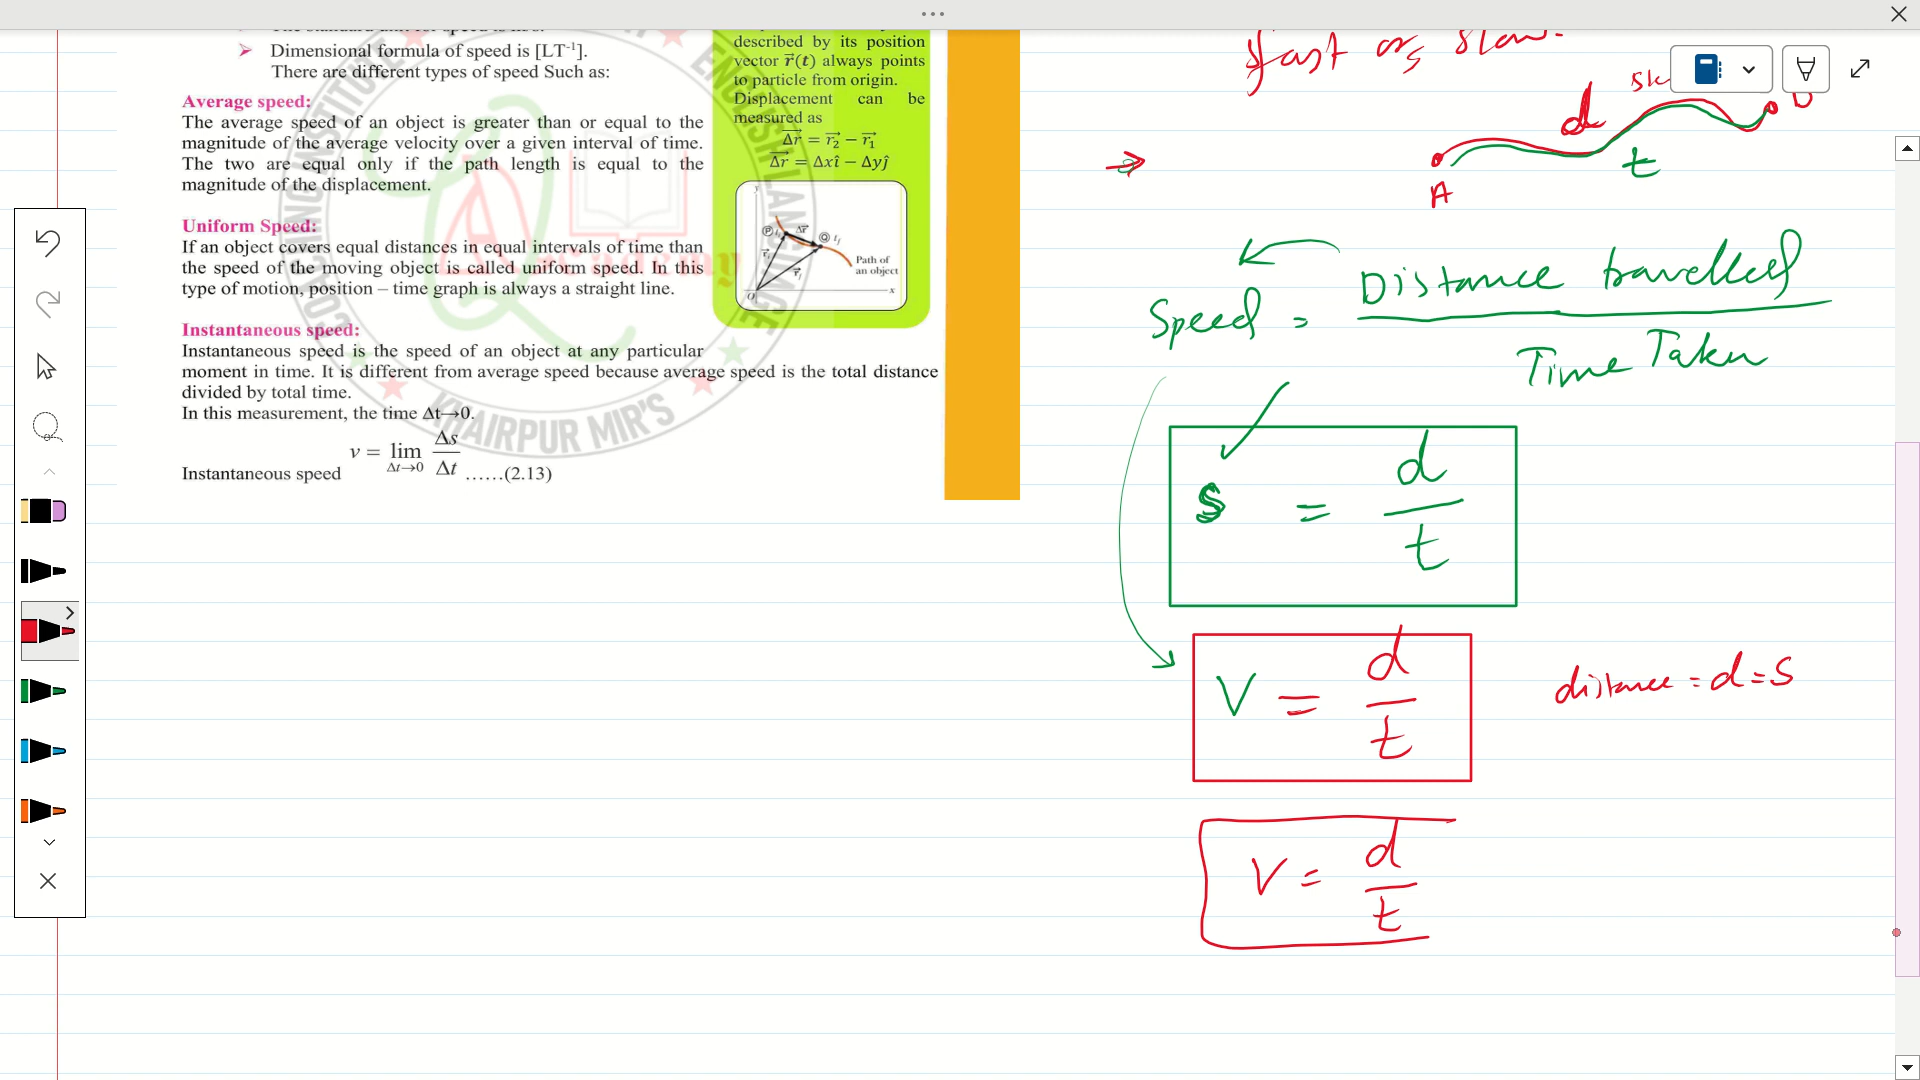 Dimensional formula of speed is [LT⁻¹].
There are different types of speed Such as:
Average speed:
The average speed of an object is greater than or equal to the
magnitude of the average velocity over a given interval of time.
The two are equal only if the path length is equal to the
magnitude of the displacement.
Uniform Speed:
If an object covers equal distances in equal intervals of time than
the speed of the moving object is called uniform speed. In this
type of motion, position – time graph is always a straight line.
Instantaneous speed:
Instantaneous speed is the speed of an object at any particular
moment in time. It is different from average speed because average speed is the total distance
divided by total time.
In this measurement, the time Δt→0.
Instantaneous speed v = lim Δt→0 Δs/Δt ......(2.13)
described by its position
vector r⃗(t) always points
to particle from origin.
Displacement can be
measured as
Δr⃗ = r₂⃗ − r₁⃗
Δr⃗ = Δxî − Δyĵ
y
P
Δr⃗
Q t_f
Path of
an object
O
x
KHAIRPUR MIR'S
fast or slow.
d
A
t
Speed = Distance travelled / Time Taken
S = d/t
V = d/t
distance = d = S
V = d/t